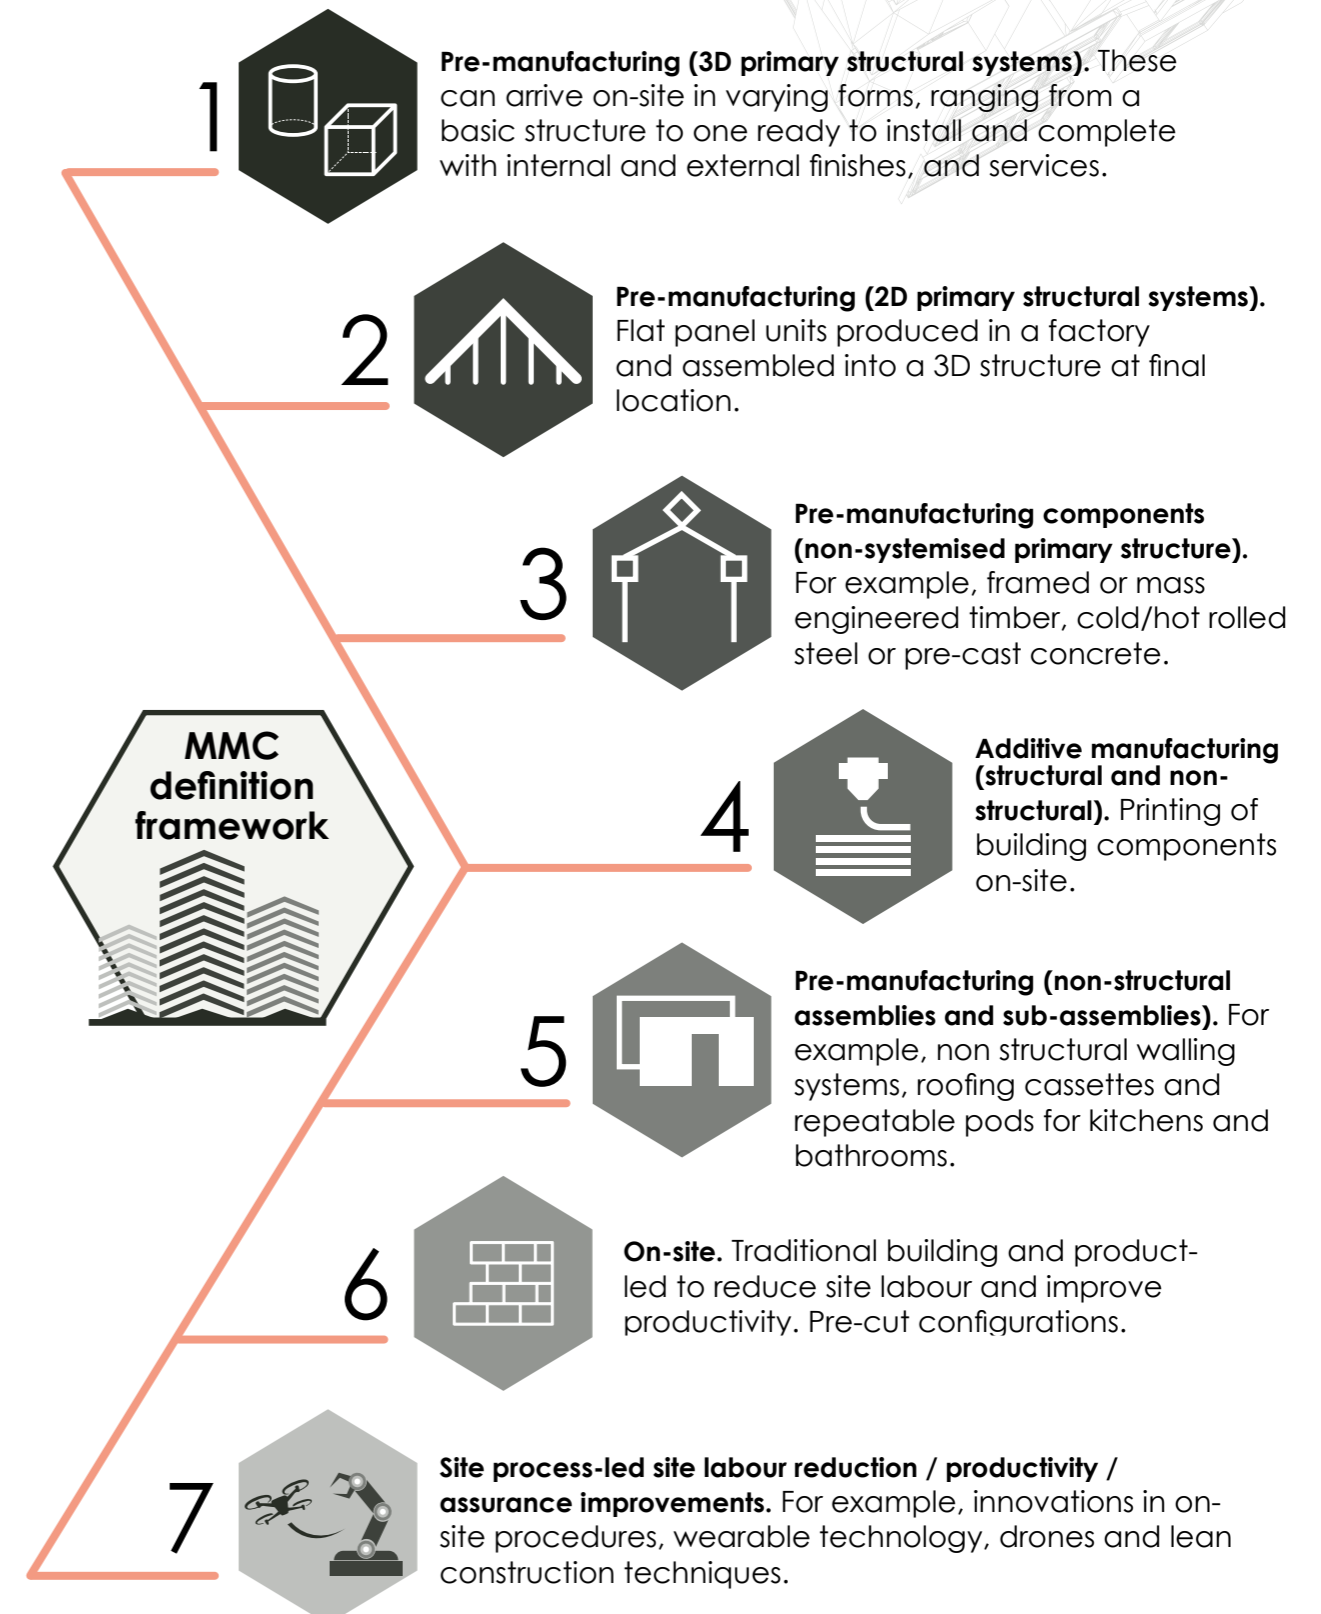 1
Pre-manufacturing (3D primary structural systems). These
can arrive on-site in varying forms, ranging from a
basic structure to one ready to install and complete
with internal and external finishes, and services.
2
Pre-manufacturing (2D primary structural systems).
Flat panel units produced in a factory
and assembled into a 3D structure at final
location.
3
Pre-manufacturing components
(non-systemised primary structure).
For example, framed or mass
engineered timber, cold/hot rolled
steel or pre-cast concrete.
MMC
definition
framework
4
Additive manufacturing
(structural and non-
structural). Printing of
building components
on-site.
5
Pre-manufacturing (non-structural
assemblies and sub-assemblies). For
example, non structural walling
systems, roofing cassettes and
repeatable pods for kitchens and
bathrooms.
6
On-site. Traditional building and product-
led to reduce site labour and improve
productivity. Pre-cut configurations.
7
Site process-led site labour reduction / productivity /
assurance improvements. For example, innovations in on-
site procedures, wearable technology, drones and lean
construction techniques.